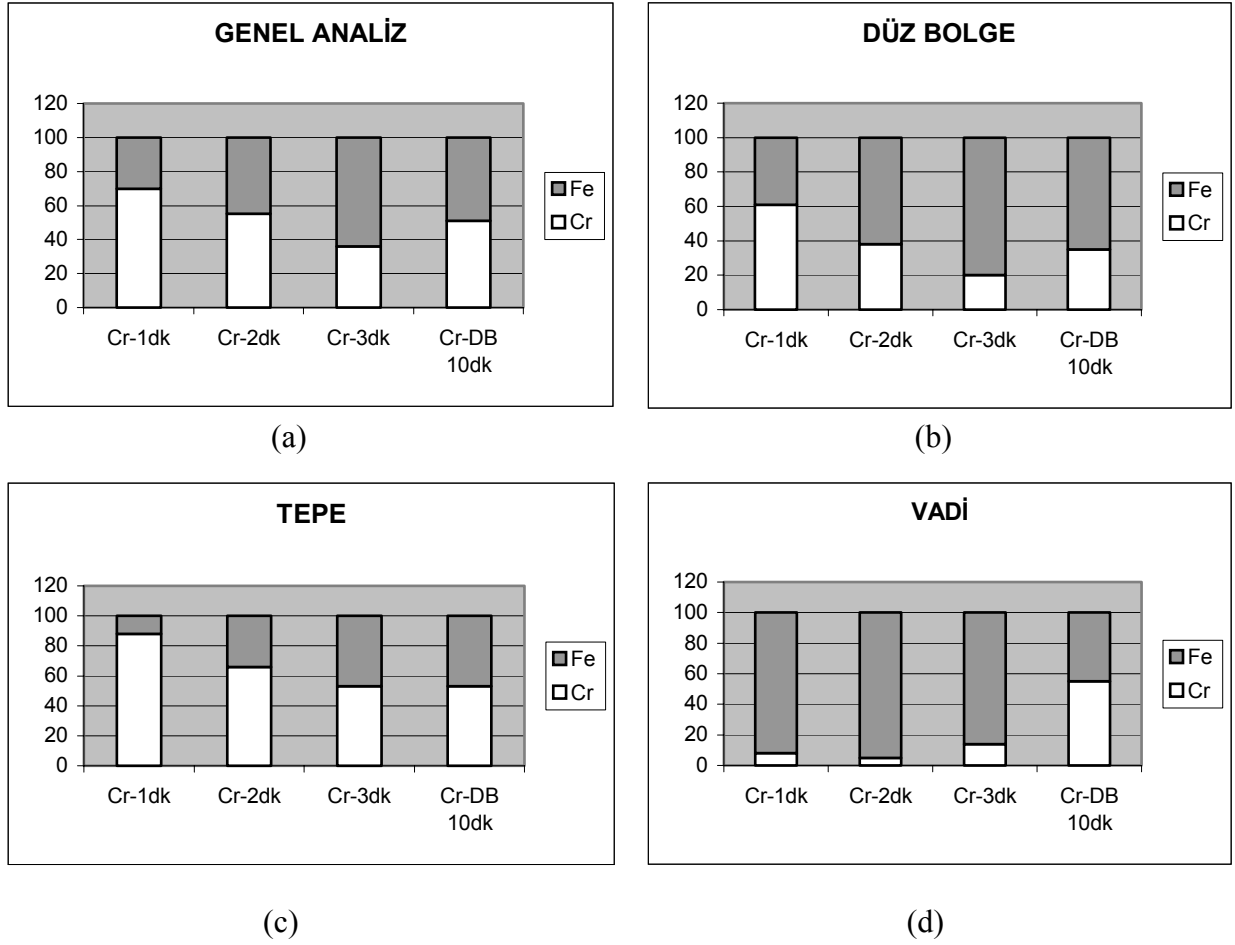 GENEL ANALİZ
120
100
80
60
40
20
0
Cr-1dk Cr-2dk Cr-3dk Cr-DB
10dk
Fe
Cr
(a)
DÜZ BOLGE
120
100
80
60
40
20
0
Cr-1dk Cr-2dk Cr-3dk Cr-DB
10dk
Fe
Cr
(b)
TEPE
120
100
80
60
40
20
0
Cr-1dk Cr-2dk Cr-3dk Cr-DB
10dk
Fe
Cr
(c)
VADİ
120
100
80
60
40
20
0
Cr-1dk Cr-2dk Cr-3dk Cr-DB
10dk
Fe
Cr
(d)